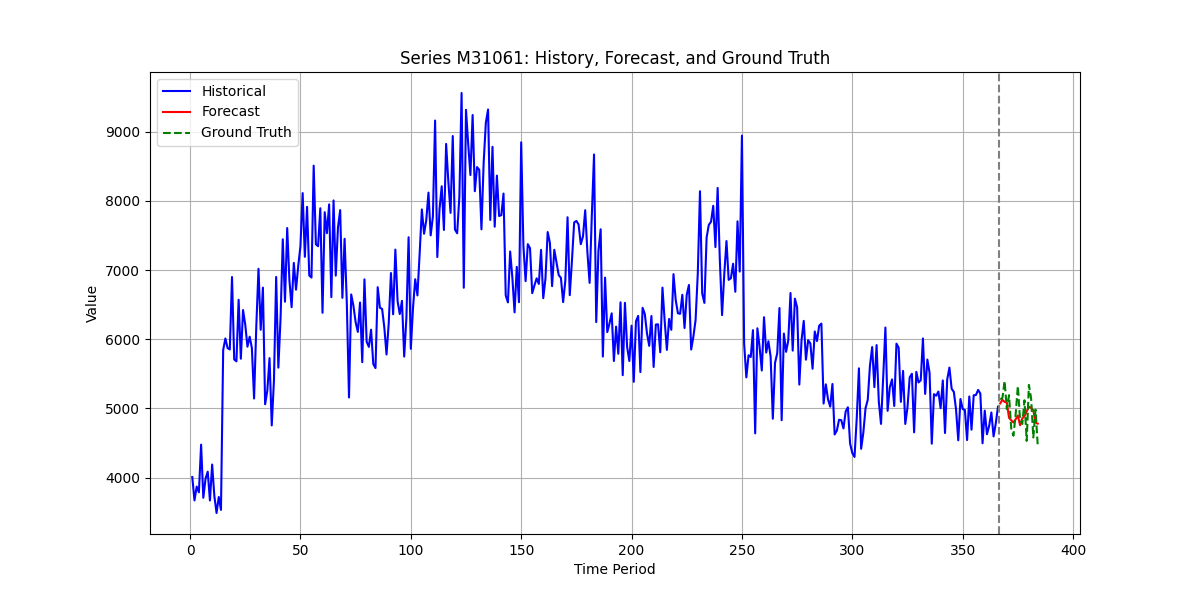 Series M31061: History, Forecast, and Ground Truth
Historical
Forecast
Ground Truth
9000
8000
7000
6000
5000
4000
Value
0 50 100 150 200 250 300 350 400
Time Period